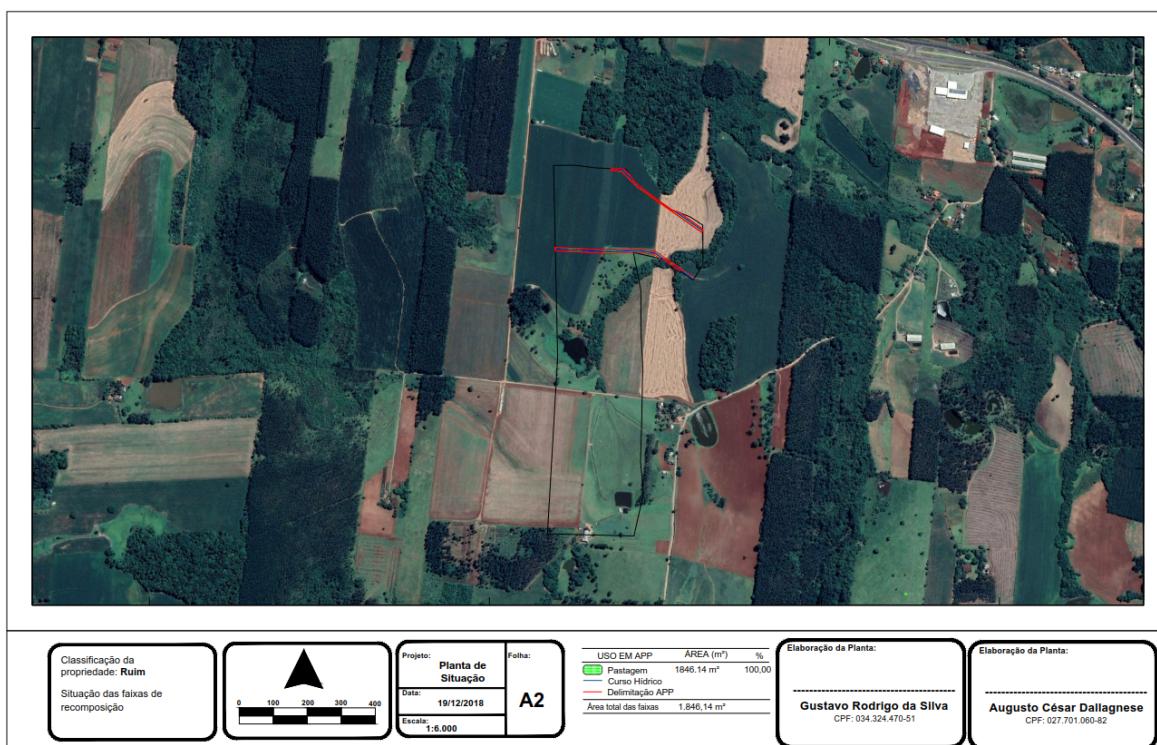 Classificação da
propriedade: Ruim
Situação das faixas de
recomposição
0 100 200 300 400
Projeto:
Planta de
Situação
Data:
19/12/2018
Escala:
1:6.000
Folha:
A2
USO EM APP ÁREA (m²) %
Pastagem 1846.14 m² 100,00
Curso Hídrico
Delimitação APP
Área total das faixas 1.846,14 m²
Elaboração da Planta:
Gustavo Rodrigo da Silva
CPF: 034.324.470-51
Elaboração da Planta:
Augusto César Dallagnese
CPF: 027.701.060-82